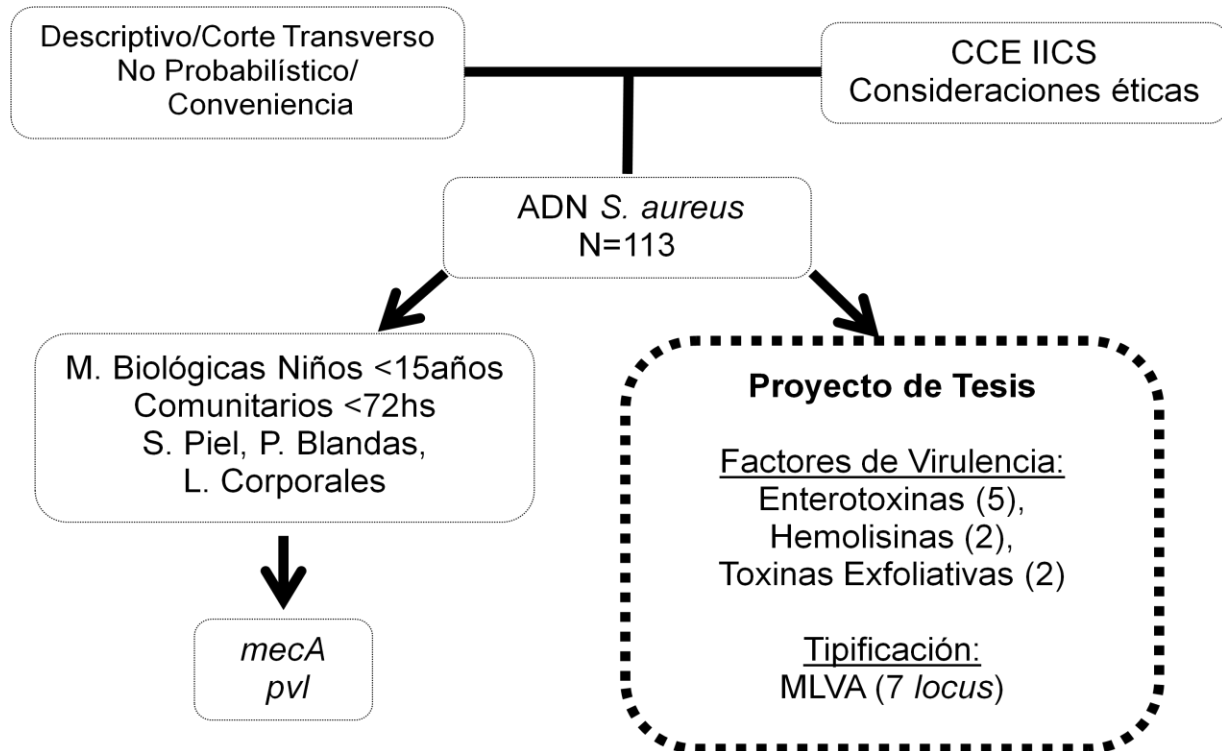 Descriptivo/Corte Transverso
No Probabilístico/
Conveniencia
CCE IICS
Consideraciones éticas
ADN S. aureus
N=113
M. Biológicas Niños <15años
Comunitarios <72hs
S. Piel, P. Blandas,
L. Corporales
mecA
pvl
Proyecto de Tesis
Factores de Virulencia:
Enterotoxinas (5),
Hemolisinas (2),
Toxinas Exfoliativas (2)
Tipificación:
MLVA (7 locus)